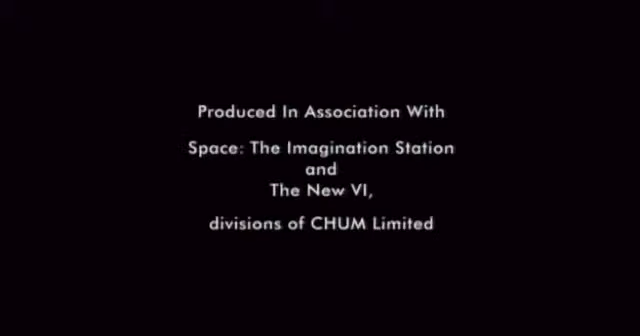 Produced In Association With
Space: The Imagination Station
and
The New VI,
divisions of CHUM Limited